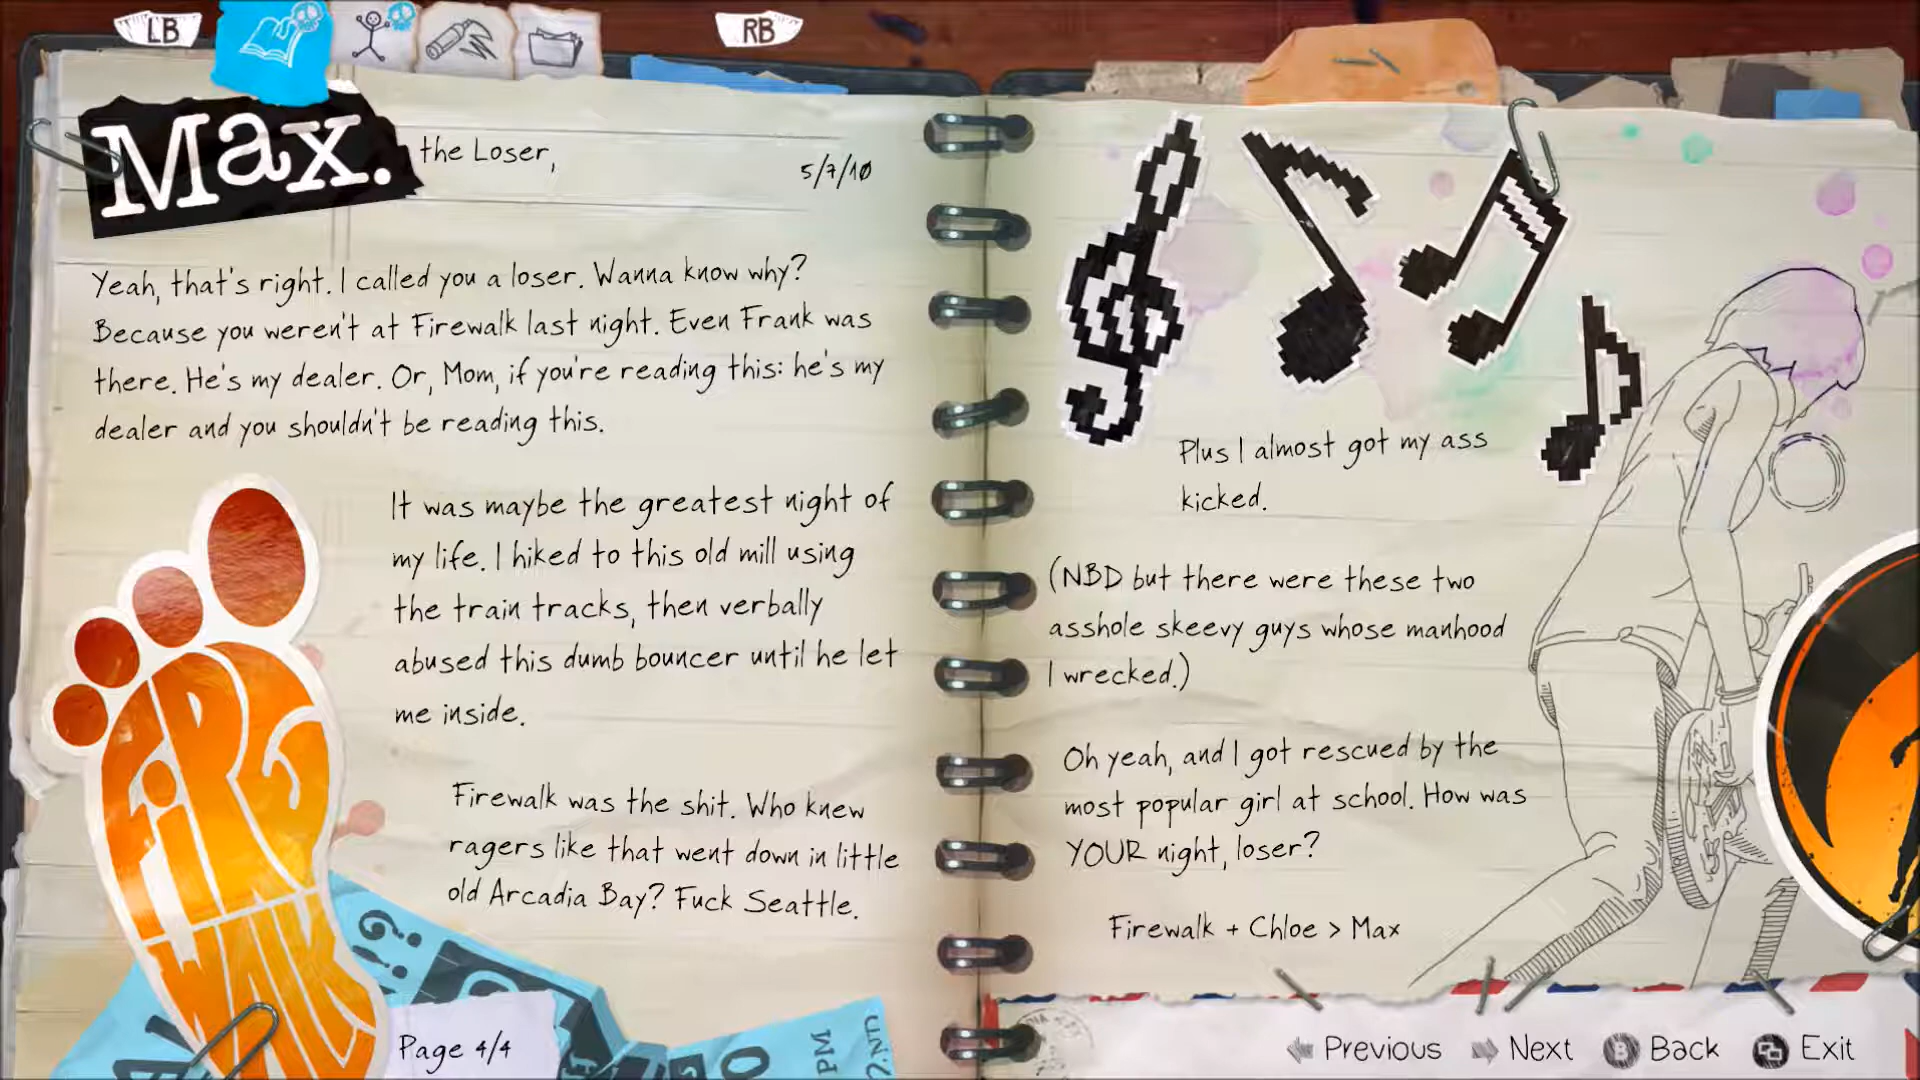 LB
RB
Max.
the Loser,
5/7/10
Yeah, that's right. I called you a loser. Wanna know why?
Because you weren't at Firewalk last night. Even Frank was
there. He's my dealer. Or, Mom, if you're reading this: he's my
dealer and you shouldn't be reading this.
It was maybe the greatest night of
my life. I hiked to this old mill using
the train tracks, then verbally
abused this dumb bouncer until he let
me inside.
Firewalk was the shit. Who knew
ragers like that went down in little
old Arcadia Bay? Fuck Seattle.
FIRE
WALK
PM
Page 4/4
Plus I almost got my ass
kicked.
(NBD but there were these two
asshole skeevy guys whose manhood
I wrecked.)
Oh yeah, and I got rescued by the
most popular girl at school. How was
YOUR night, loser?
Firewalk + Chloe > Max
Previous Next B Back Exit